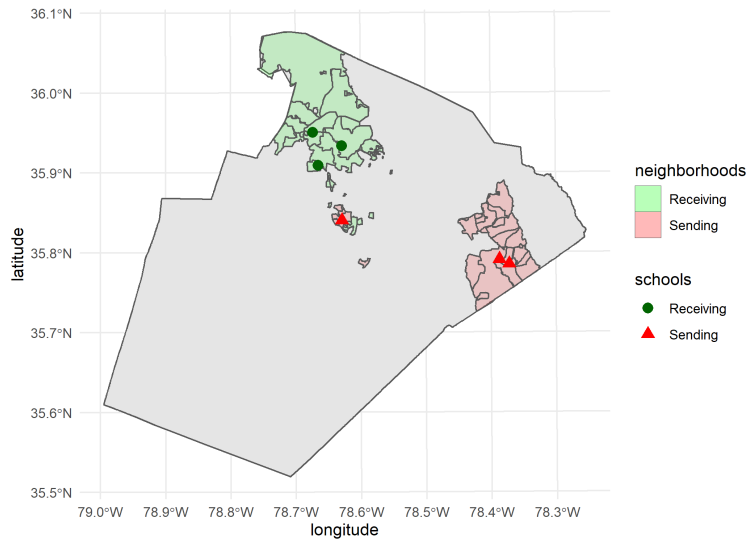 36.1°N
36.0°N
35.9°N
35.8°N
35.7°N
35.6°N
35.5°N
latitude
79.0°W 78.9°W 78.8°W 78.7°W 78.6°W 78.5°W 78.4°W 78.3°W
longitude
neighborhoods
Receiving
Sending
schools
Receiving
Sending